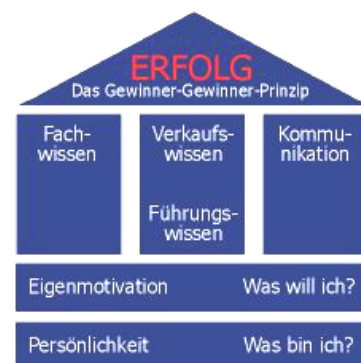 ERFOLG
Das Gewinner-Gewinner-Prinzip
Fach-
wissen
Verkaufs-
wissen
Führungs-
wissen
Kommu-
nikation
Eigenmotivation Was will ich?
Persönlichkeit Was bin ich?